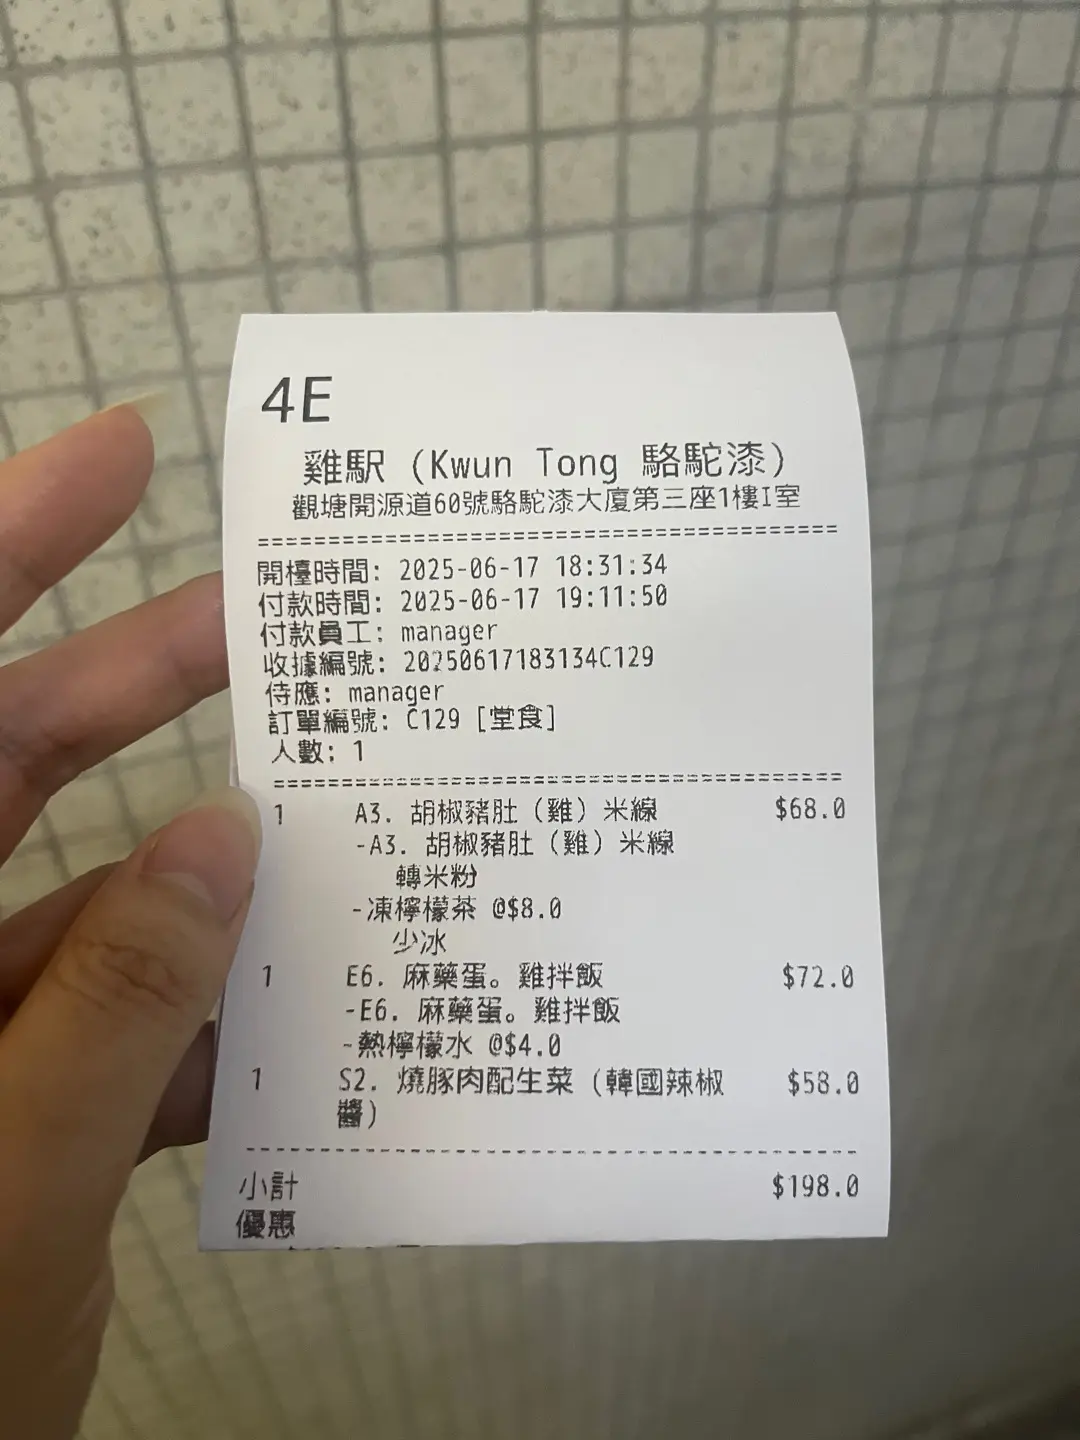 4E
雞駅 (Kwun Tong 駱駝漆)
觀塘開源道60號駱駝漆大廈第三座1樓I室
=========================================
開檯時間: 2025-06-17 18:31:34
付款時間: 2025-06-17 19:11:50
付款員工: manager
收據編號: 20250617183134C129
侍應: manager
訂單編號: C129 [堂食]
人數: 1
=========================================
1 A3. 胡椒豬肚（雞）米線 $68.0
-A3. 胡椒豬肚（雞）米線
轉米粉
-凍檸檬茶 @$8.0
少冰
1 E6. 麻藥蛋。雞拌飯 $72.0
-E6. 麻藥蛋。雞拌飯
-熱檸檬水 @$4.0
1 S2. 燒豚肉配生菜（韓國辣椒 $58.0
醬）
-----------------------------------------
小計 $198.0
優惠